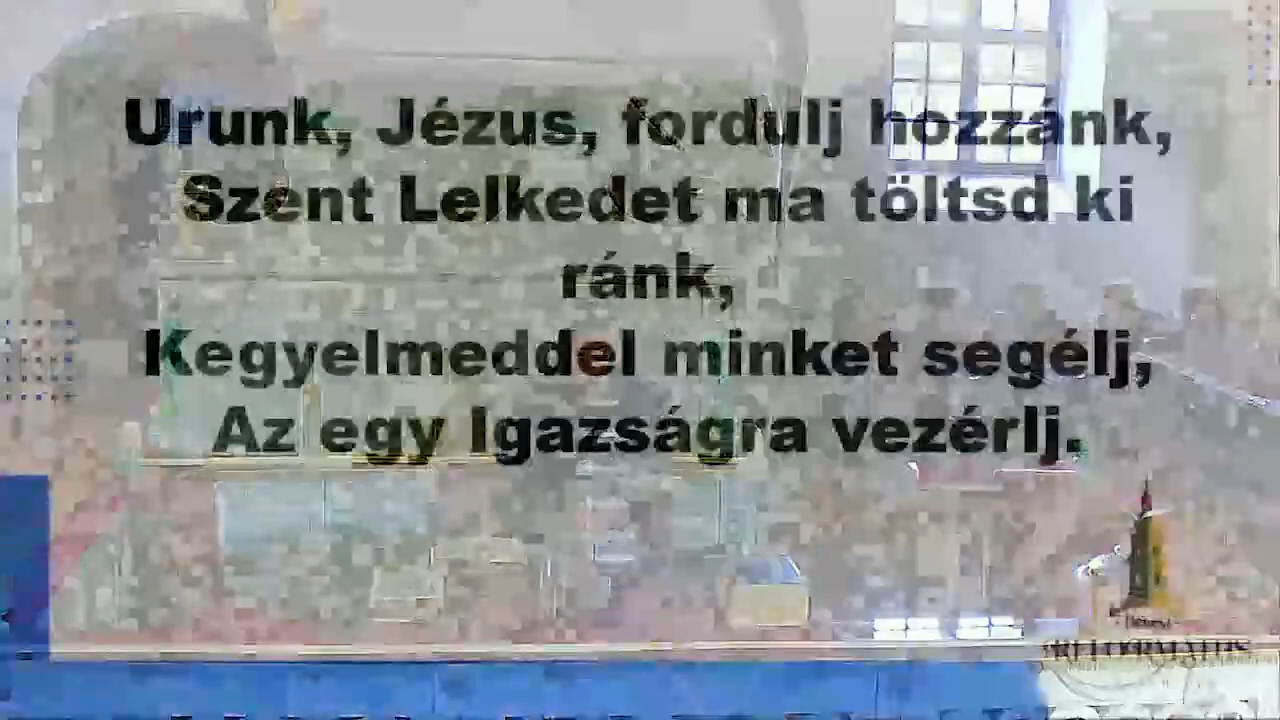 Urunk, Jézus, fordulj hozzánk,
Szent Lelkedet ma töltsd ki
ránk,
Kegyelmeddel minket segélj,
Az egy Igazságra vezérlj.